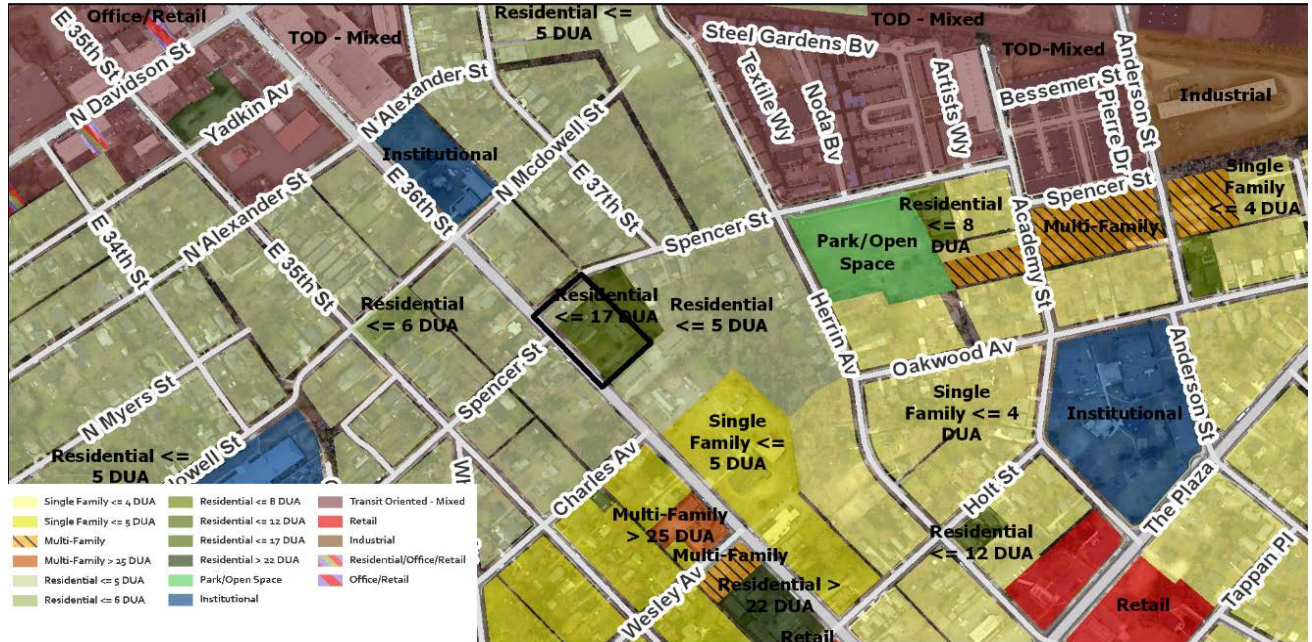 Office/Retail
E 35th St
N Davidson St
Yadkin Av
TOD - Mixed
N Alexander St
Residential <=
5 DUA
Institutional
E 36th St
N Mcdowell St
E 37th St
Steel Gardens Bv
TOD - Mixed
Textile Wy
Noda Bv
Artists Wy
TOD-Mixed
Bessemer St
Pierre Dr
Anderson St
Industrial
Spencer St
Single
Family
<= 4 DUA
Residential
<= 8
DUA
Multi-Family
Academy St
Park/Open
Space
Spencer St
Herrin Av
E 34th St
N Alexander St
E 35th St
Residential
<= 6 DUA
Residential
<= 17 DUA
Residential
<= 5 DUA
Spencer St
N Myers St
Residential <=
5 DUA
dowell St
Oakwood Av
Single
Family <= 4
DUA
Institutional
Anderson St
Single
Family <=
5 DUA
Charles Av
Holt St
The Plaza
Multi-Family
> 25 DUA
Multi-Family
Wesley Av
Residential >
22 DUA
Retail
Residential
<= 12 DUA
Retail
Tappan Pl
Single Family <= 4 DUA
Single Family <= 5 DUA
Multi-Family
Multi-Family > 25 DUA
Residential <= 5 DUA
Residential <= 6 DUA
Residential <= 8 DUA
Residential <= 12 DUA
Residential <= 17 DUA
Residential > 22 DUA
Park/Open Space
Institutional
Transit Oriented - Mixed
Retail
Industrial
Residential/Office/Retail
Office/Retail